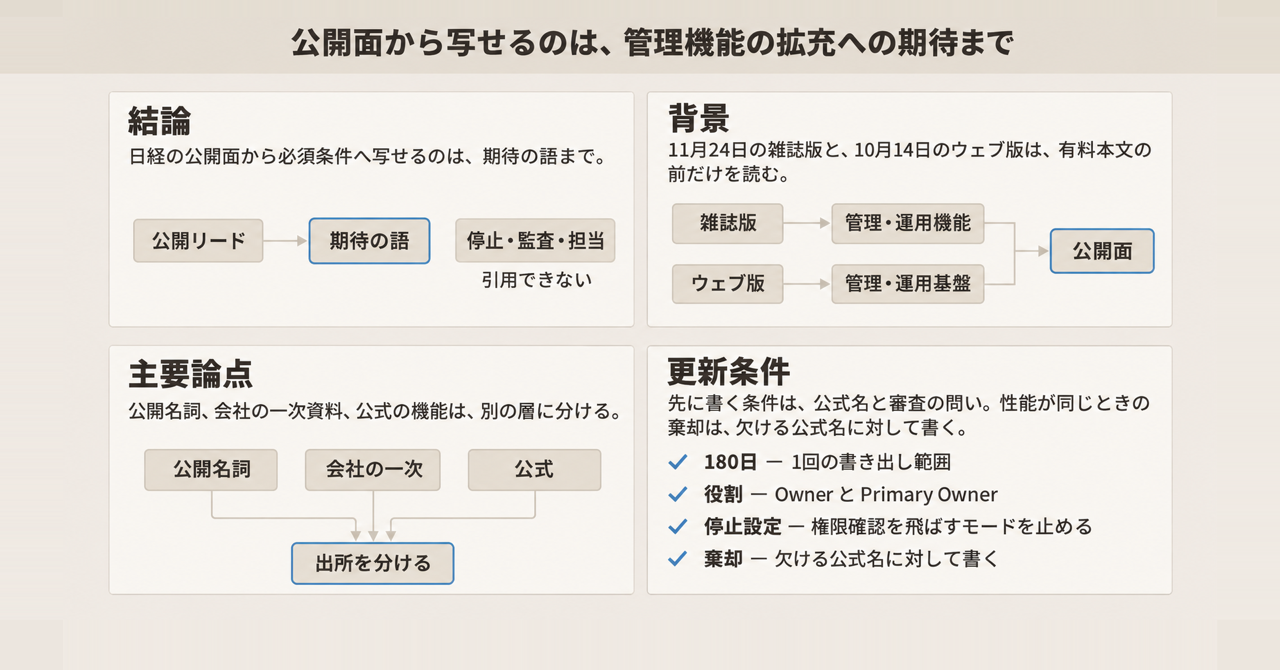 公開面から写せるのは、管理機能の拡充への期待まで
結論
日経の公開面から必須条件へ写せるのは、期待の語まで。
公開リード
期待の語
停止・監査・担当
引用できない
背景
11月24日の雑誌版と、10月14日のウェブ版は、有料本文の
前だけを読む。
雑誌版
管理・運用機能
ウェブ版
管理・運用基盤
公開面
主要論点
公開名詞、会社の一次資料、公式の機能は、別の層に分ける。
公開名詞
会社の一次
公式
出所を分ける
更新条件
先に書く条件は、公式名と審査の問い。性能が同じときの
棄却は、欠ける公式名に対して書く。
180日 — 1回の書き出し範囲
役割 — Owner と Primary Owner
停止設定 — 権限確認を飛ばすモードを止める
棄却 — 欠ける公式名に対して書く